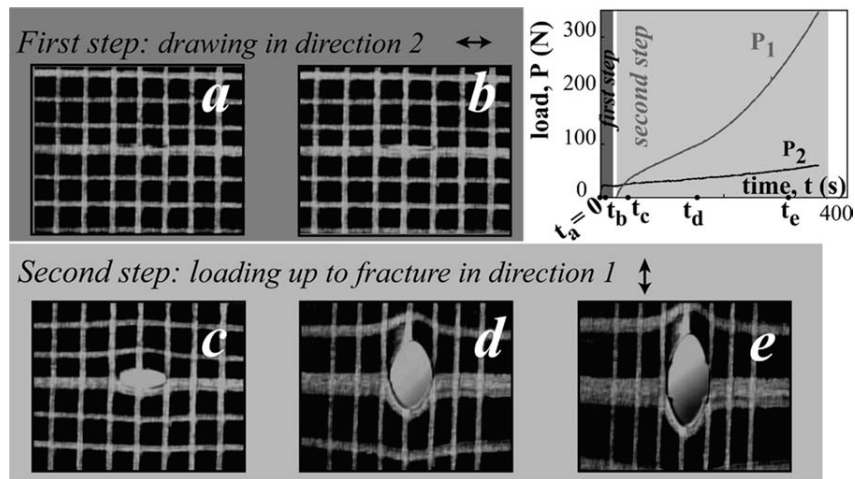 First step: drawing in direction 2
a
b
load, P (N)
300
200
100
0
first step
second step
P1
P2
time, t (s)
ta = 0
tb
tc
td
te
400
Second step: loading up to fracture in direction 1
c
d
e